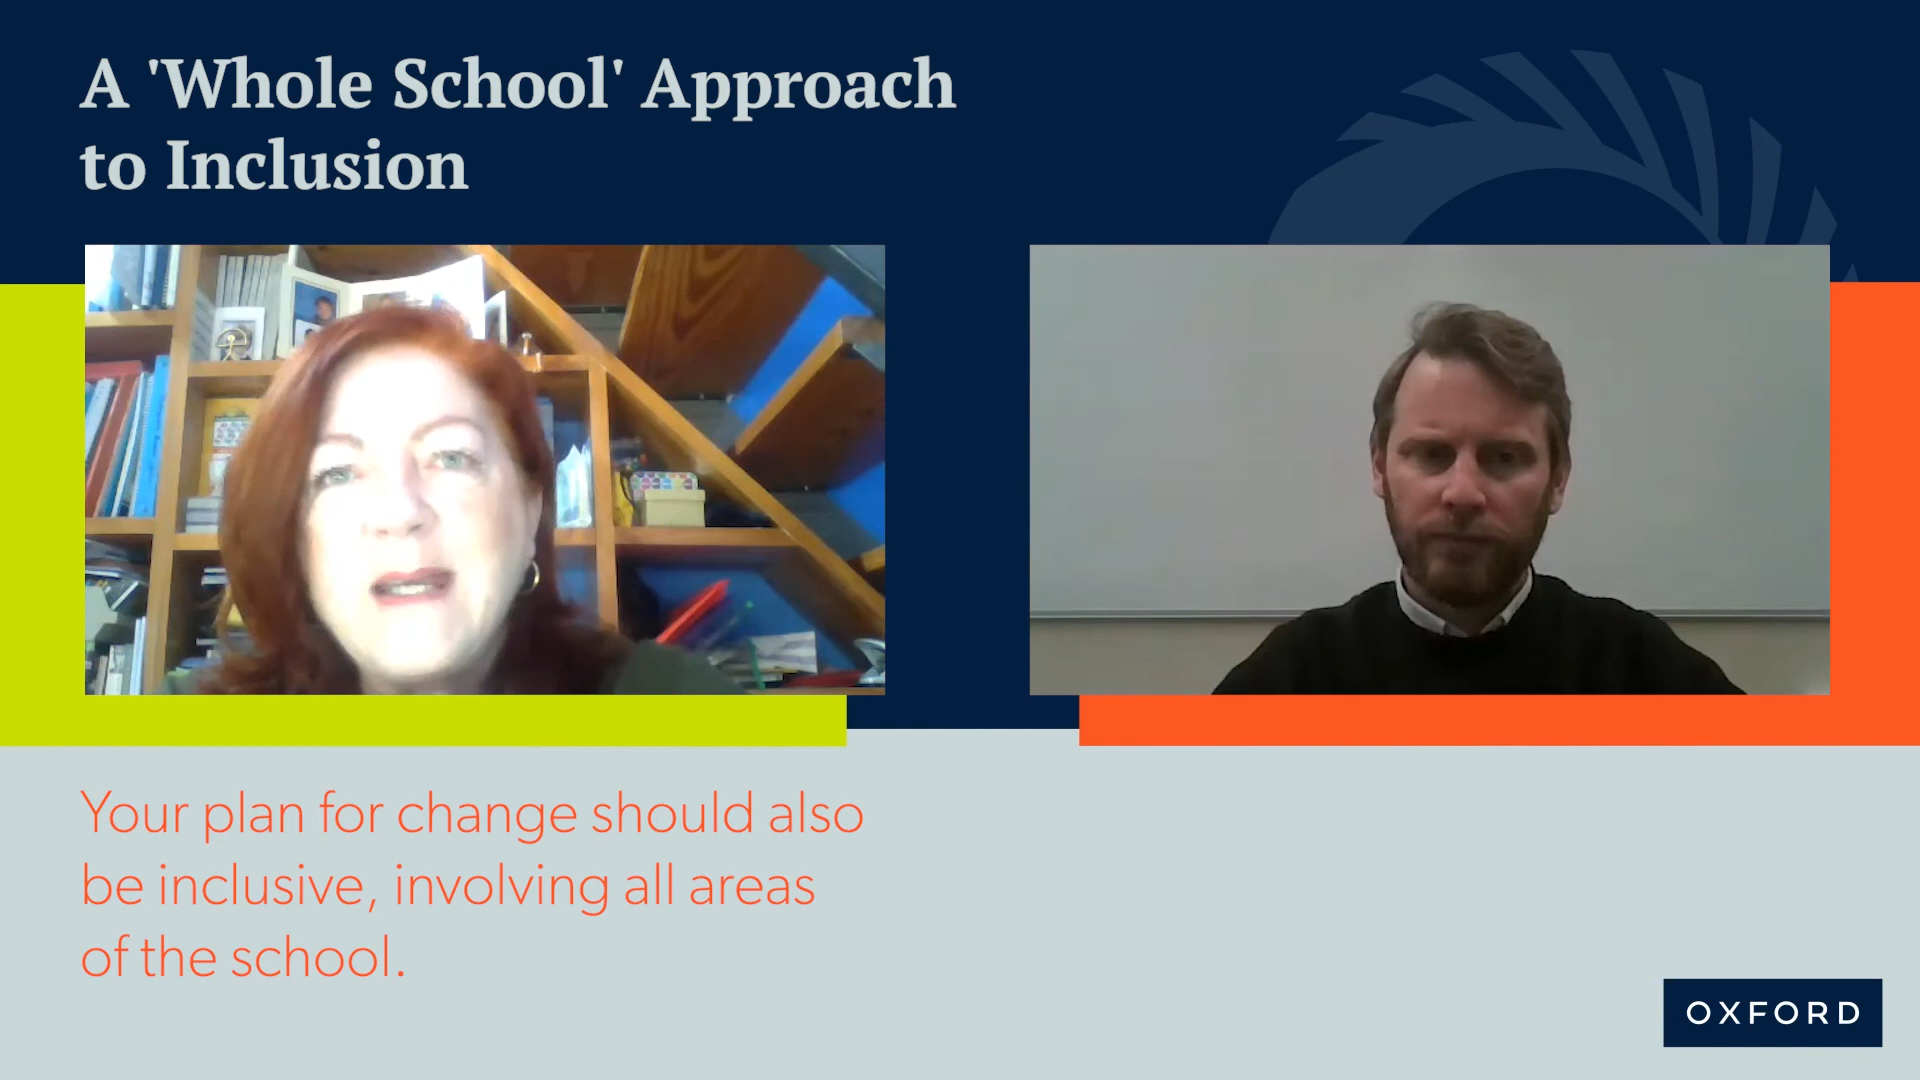 A 'Whole School' Approach
to Inclusion
Your plan for change should also
be inclusive, involving all areas
of the school.
OXFORD